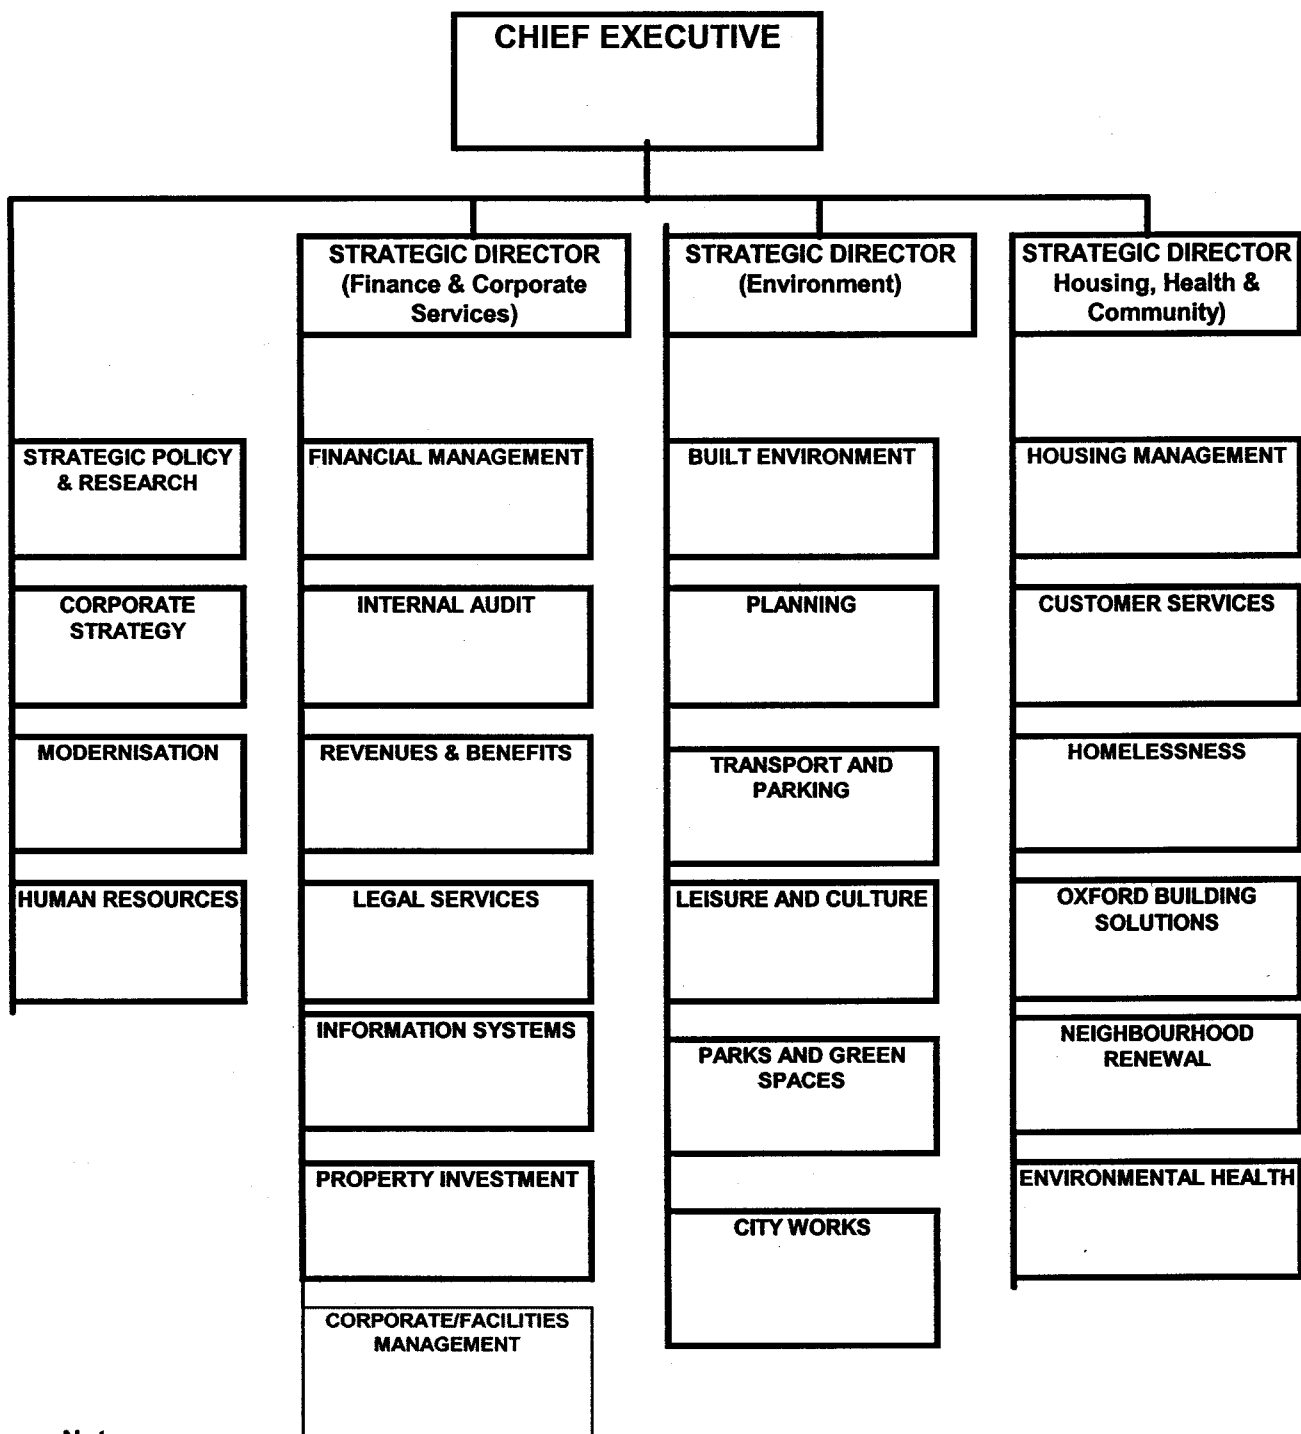 CHIEF EXECUTIVE
STRATEGIC DIRECTOR
(Finance & Corporate
Services)
STRATEGIC DIRECTOR
(Environment)
STRATEGIC DIRECTOR
Housing, Health &
Community)
STRATEGIC POLICY
& RESEARCH
CORPORATE
STRATEGY
MODERNISATION
HUMAN RESOURCES
FINANCIAL MANAGEMENT
INTERNAL AUDIT
REVENUES & BENEFITS
LEGAL SERVICES
INFORMATION SYSTEMS
PROPERTY INVESTMENT
CORPORATE/FACILITIES
MANAGEMENT
BUILT ENVIRONMENT
PLANNING
TRANSPORT AND
PARKING
LEISURE AND CULTURE
PARKS AND GREEN
SPACES
CITY WORKS
HOUSING MANAGEMENT
CUSTOMER SERVICES
HOMELESSNESS
OXFORD BUILDING
SOLUTIONS
NEIGHBOURHOOD
RENEWAL
ENVIRONMENTAL HEALTH